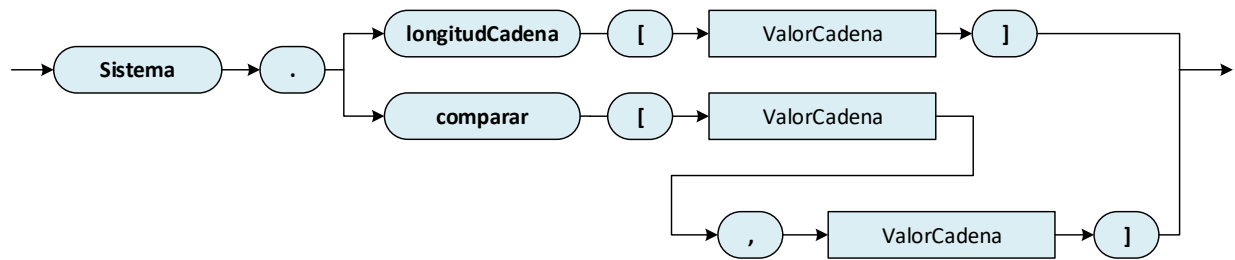 longitudCadena [ ValorCadena ]
Sistema .
comparar [ ValorCadena
, ValorCadena ]